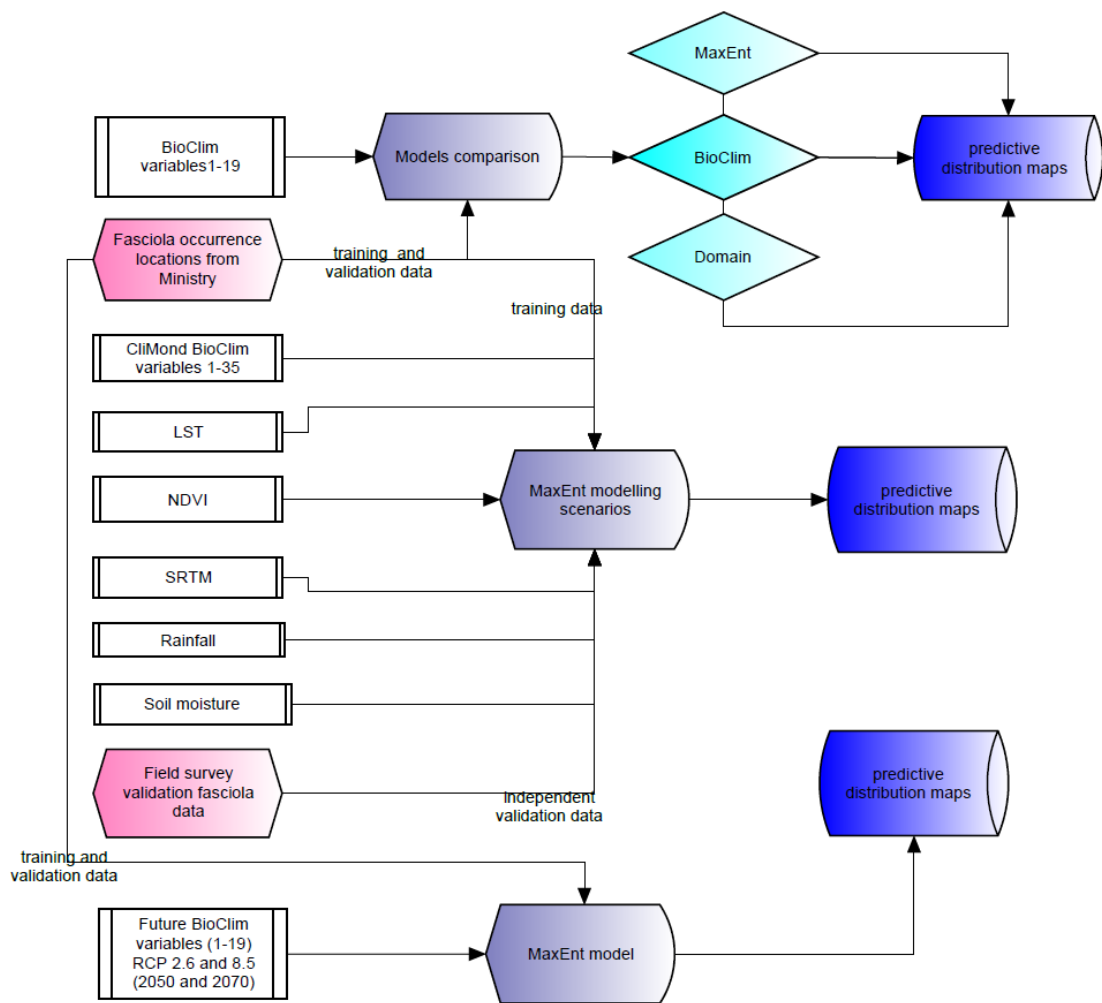 MaxEnt
BioClim
variables1-19
Models comparison
BioClim
predictive
distribution maps
Fasciola occurrence
locations from
Ministry
training and
validation data
Domain
training data
CliMond BioClim
variables 1-35
LST
NDVI
MaxEnt modelling
scenarios
predictive
distribution maps
SRTM
Rainfall
Soil moisture
Field survey
validation fasciola
data
independent
validation data
predictive
distribution maps
training and
validation data
Future BioClim
variables (1-19)
RCP 2.6 and 8.5
(2050 and 2070)
MaxEnt model